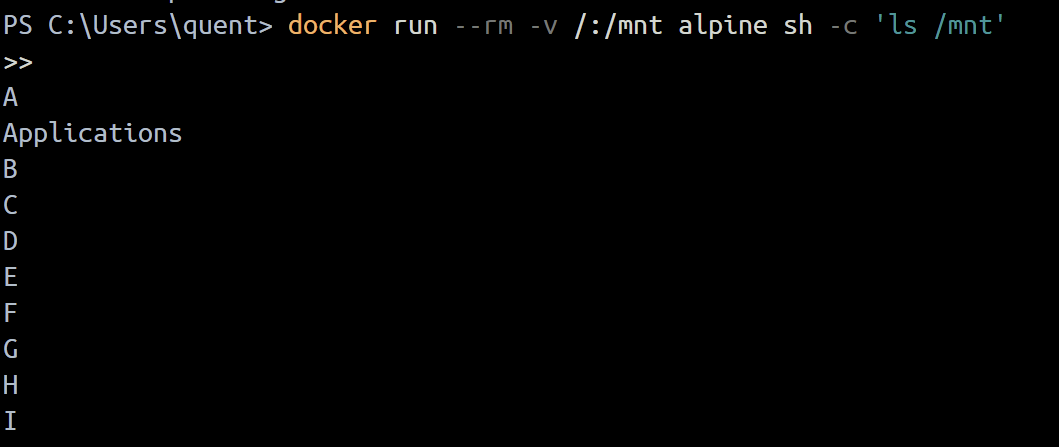 PS C:\Users\quent> docker run --rm -v /:/mnt alpine sh -c 'ls /mnt'
>>
A
Applications
B
C
D
E
F
G
H
I